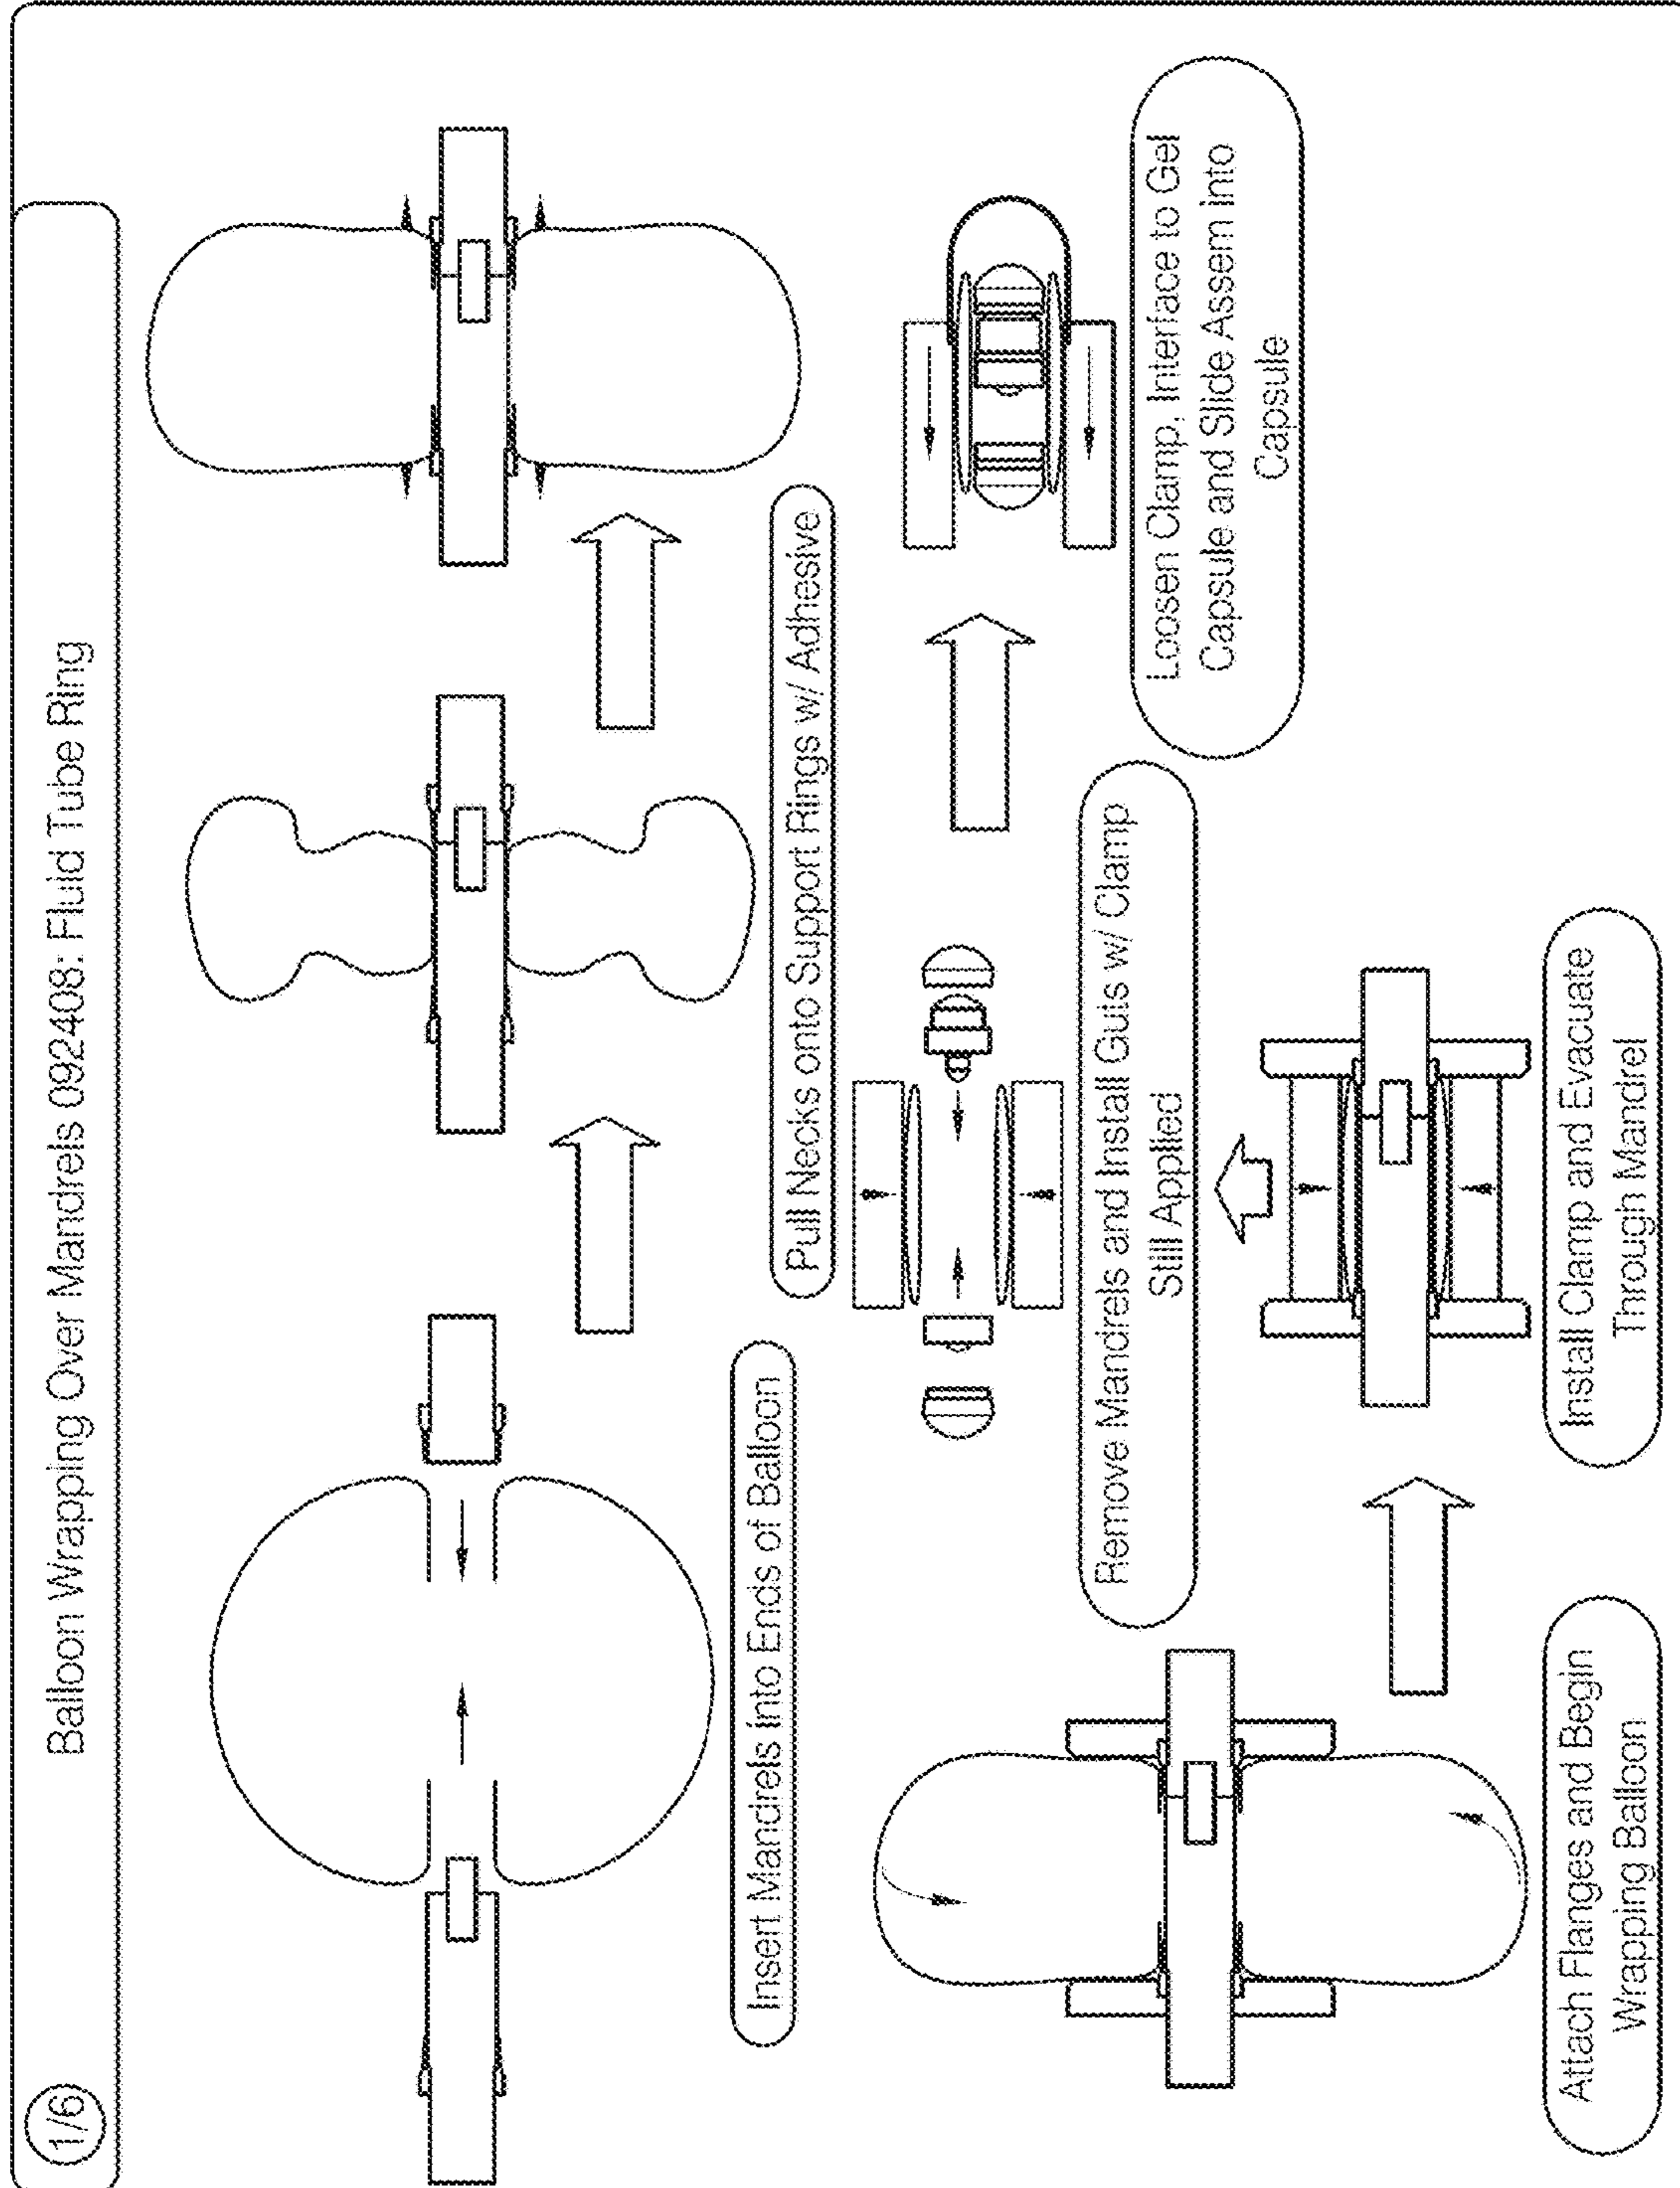 1/6
Balloon Wrapping Over Mandrels 092408: Fluid Tube Ring
Insert Mandrels into Ends of Balloon
Pull Necks onto Support Rings w/ Adhesive
Attach Flanges and Begin
Wrapping Balloon
Install Clamp and Evacuate
Through Mandrel
Remove Mandrels and Install Guts w/ Clamp
Still Applied
Loosen Clamp, Interface to Gel
Capsule and Slide Assem into
Capsule